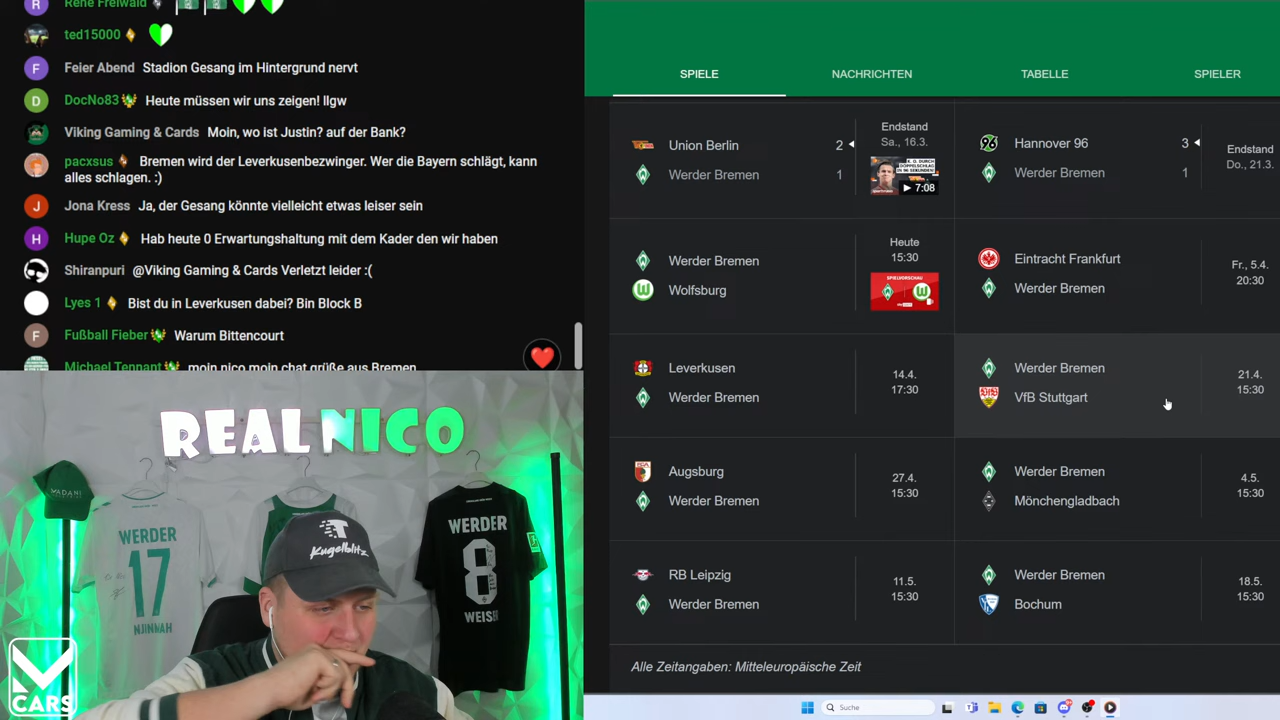 René Freiwald
ted15000
Feier Abend Stadion Gesang im Hintergrund nervt
DocNo83 Heute müssen wir uns zeigen! llgw
Viking Gaming & Cards Moin, wo ist Justin? auf der Bank?
pacxsus Bremen wird der Leverkusenbezwinger. Wer die Bayern schlägt, kann
alles schlagen. :)
Jona Kress Ja, der Gesang könnte vielleicht etwas leiser sein
Hupe Oz Hab heute 0 Erwartungshaltung mit dem Kader den wir haben
Shiranpuri @Viking Gaming & Cards Verletzt leider :(
Lyes 1 Bist du in Leverkusen dabei? Bin Block B
Fußball Fieber Warum Bittencourt
Michael Tennant moin nico moin chat grüße aus Bremen
REALNICO
VADANI
WERDER
17
NJINMAH
Kugelblitz
WERDER
8
WEISER
CARS
SPIELE
NACHRICHTEN
TABELLE
SPIELER
Union Berlin 2
Werder Bremen 1
Endstand
Sa., 16.3.
K. O. DURCH
DOPPELSCHLAG
IN 96 SEKUNDEN!
7:08
Hannover 96 3
Werder Bremen 1
Endstand
Do., 21.3.
Werder Bremen
Wolfsburg
Heute
15:30
SPIELVORSCHAU
Eintracht Frankfurt
Werder Bremen
Fr., 5.4.
20:30
Leverkusen
Werder Bremen
14.4.
17:30
Werder Bremen
VfB Stuttgart
21.4.
15:30
Augsburg
Werder Bremen
27.4.
15:30
Werder Bremen
Mönchengladbach
4.5.
15:30
RB Leipzig
Werder Bremen
11.5.
15:30
Werder Bremen
Bochum
18.5.
15:30
Alle Zeitangaben: Mitteleuropäische Zeit
Suche